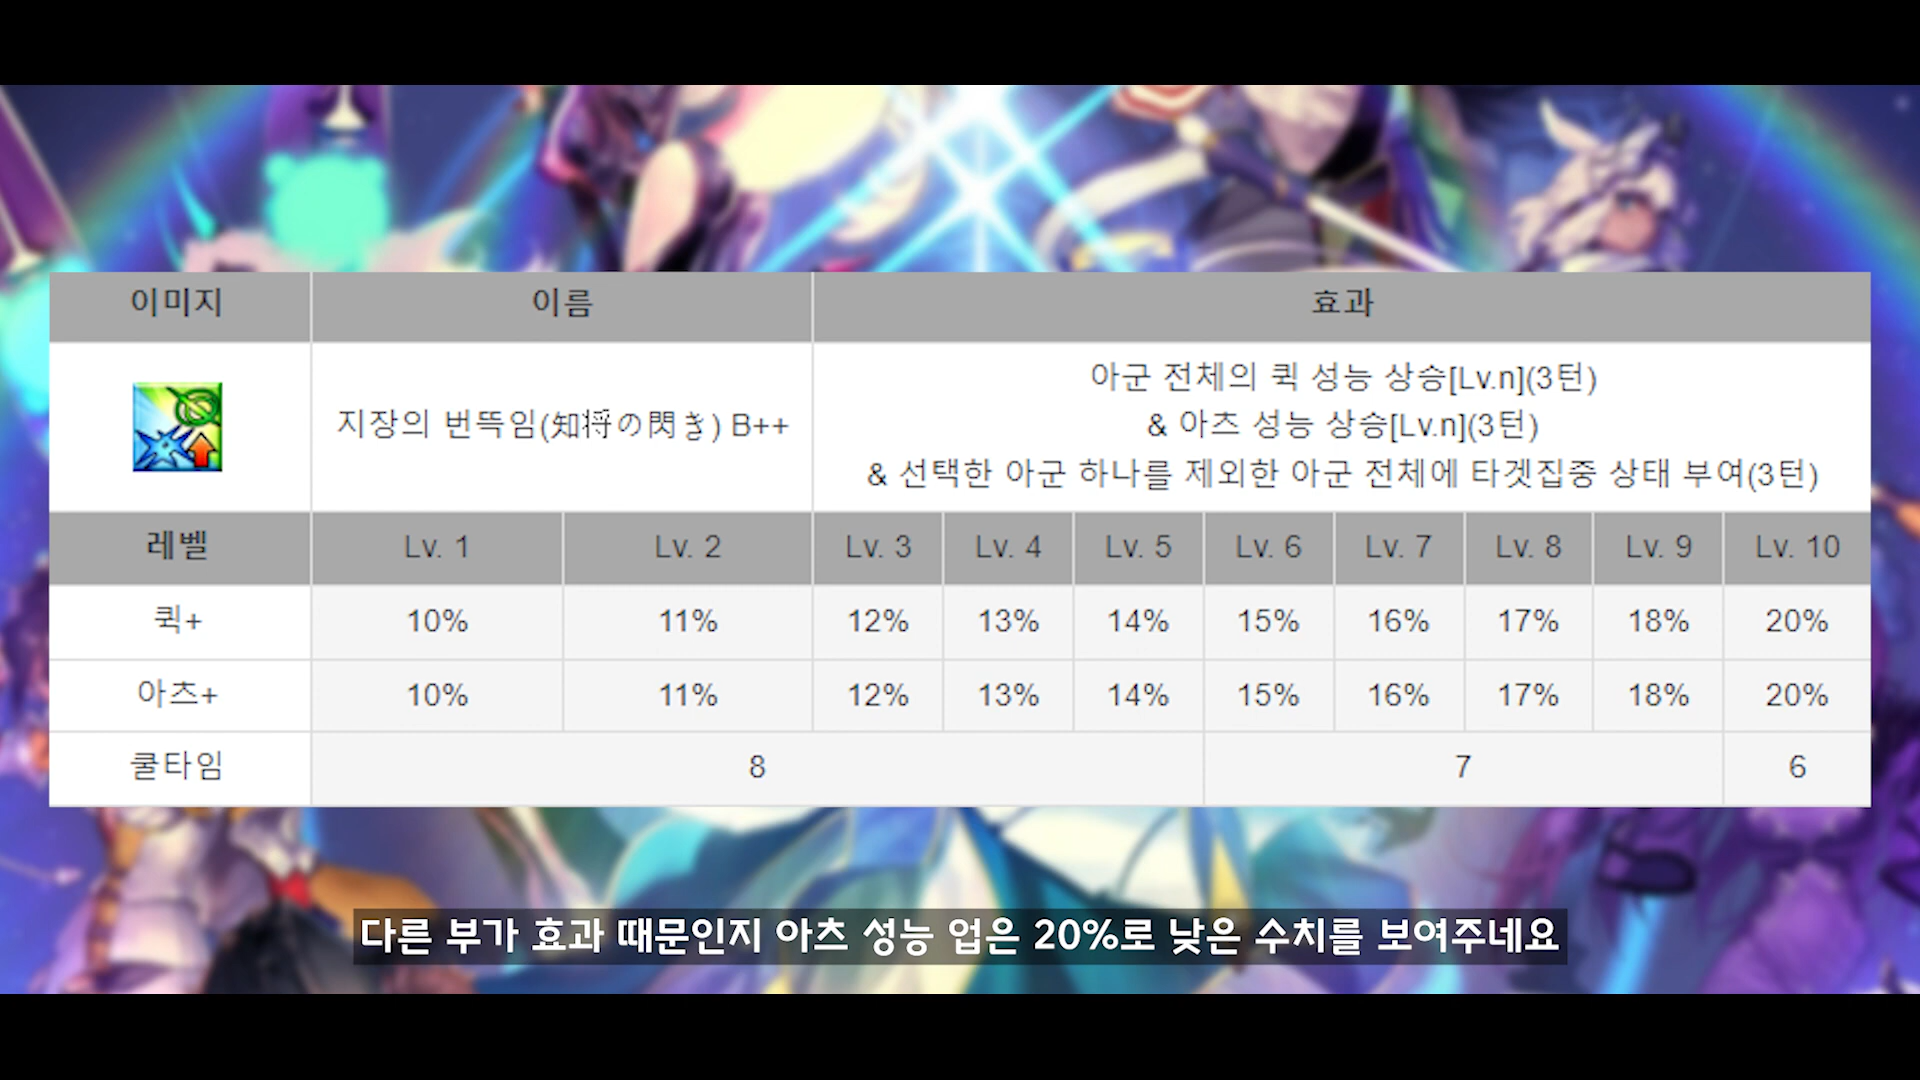 이미지 이름 효과
지장의 번뜩임(知将の閃き) B++
아군 전체의 퀵 성능 상승[Lv.n](3턴)
& 아츠 성능 상승[Lv.n](3턴)
& 선택한 아군 하나를 제외한 아군 전체에 타겟집중 상태 부여(3턴)
레벨 Lv. 1 Lv. 2 Lv. 3 Lv. 4 Lv. 5 Lv. 6 Lv. 7 Lv. 8 Lv. 9 Lv. 10
퀵+ 10% 11% 12% 13% 14% 15% 16% 17% 18% 20%
아츠+ 10% 11% 12% 13% 14% 15% 16% 17% 18% 20%
쿨타임 8 7 6
다른 부가 효과 때문인지 아츠 성능 업은 20%로 낮은 수치를 보여주네요